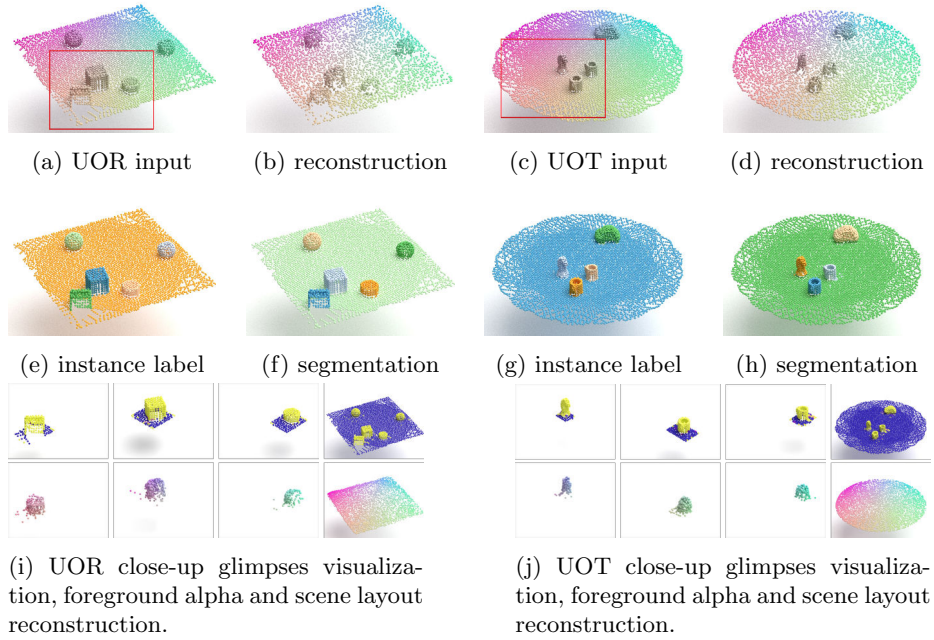 (a) UOR input
(b) reconstruction
(c) UOT input
(d) reconstruction
(e) instance label
(f) segmentation
(g) instance label
(h) segmentation
(i) UOR close-up glimpses visualiza-
tion, foreground alpha and scene layout
reconstruction.
(j) UOT close-up glimpses visualiza-
tion, foreground alpha and scene layout
reconstruction.